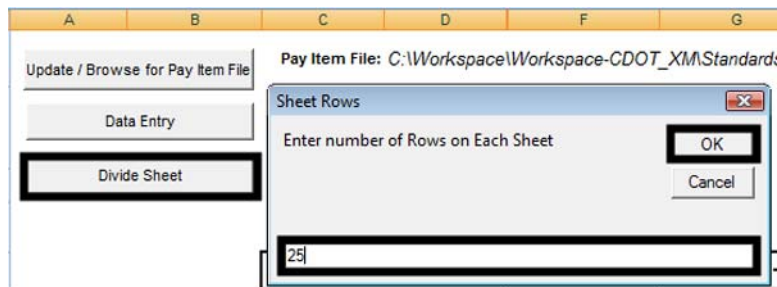 A B C D F G
Update / Browse for Pay Item File
Pay Item File: C:\Workspace\Workspace-CDOT_XM\Standards
Sheet Rows
Data Entry
Enter number of Rows on Each Sheet
OK
Divide Sheet
Cancel
25